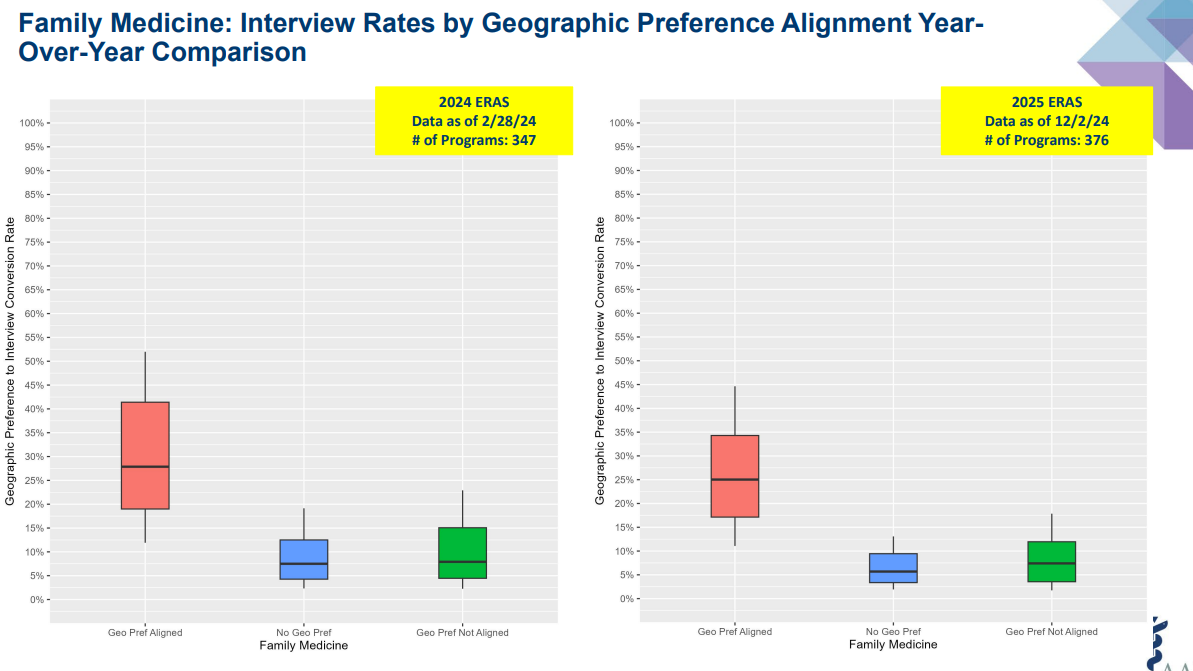 Family Medicine: Interview Rates by Geographic Preference Alignment Year-
Over-Year Comparison
2024 ERAS
Data as of 2/28/24
# of Programs: 347
Geographic Preference to Interview Conversion Rate
100%
95%
90%
85%
80%
75%
70%
65%
60%
55%
50%
45%
40%
35%
30%
25%
20%
15%
10%
5%
0%
Geo Pref Aligned
No Geo Pref
Geo Pref Not Aligned
Family Medicine
2025 ERAS
Data as of 12/2/24
# of Programs: 376
Geographic Preference to Interview Conversion Rate
100%
95%
90%
85%
80%
75%
70%
65%
60%
55%
50%
45%
40%
35%
30%
25%
20%
15%
10%
5%
0%
Geo Pref Aligned
No Geo Pref
Geo Pref Not Aligned
Family Medicine